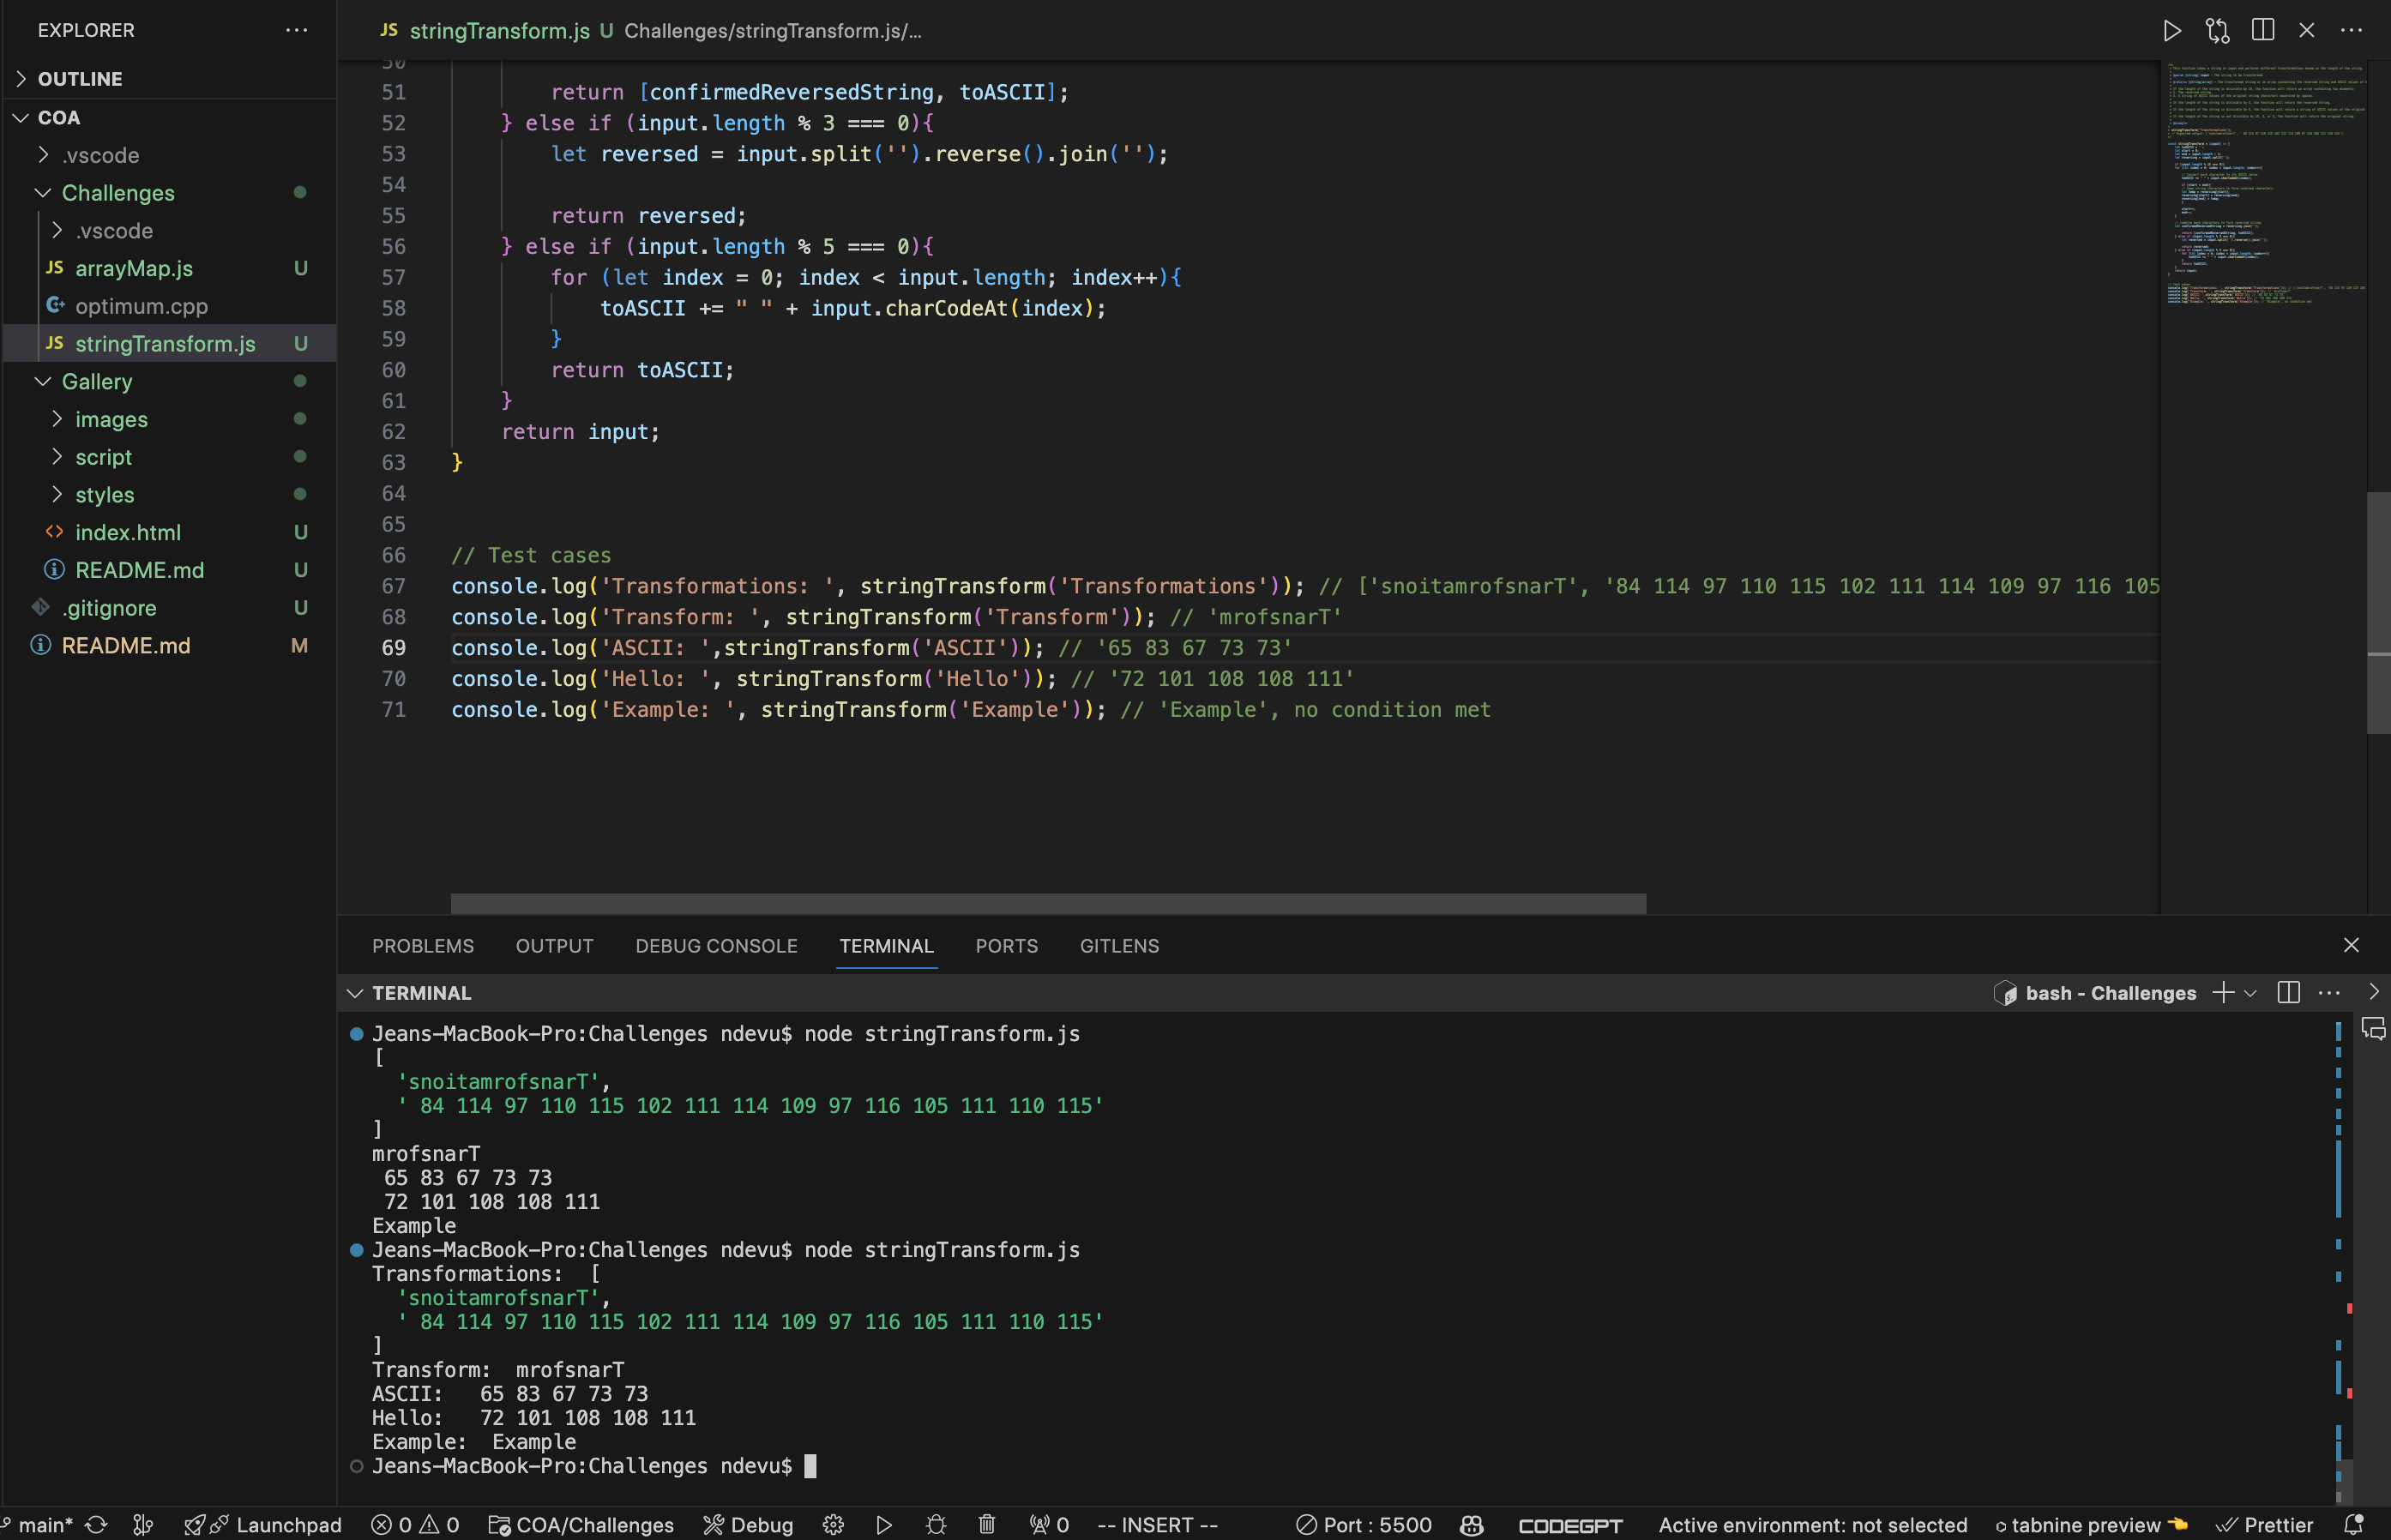 EXPLORER
OUTLINE
COA
.vscode
Challenges
.vscode
JS arrayMap.js U
optimum.cpp
JS stringTransform.js U
Gallery
images
script
styles
index.html U
README.md U
.gitignore U
README.md M
JS stringTransform.js U Challenges/stringTransform.js/...
50
51 return [confirmedReversedString, toASCII];
52 } else if (input.length % 3 === 0){
53 let reversed = input.split('').reverse().join('');
54
55 return reversed;
56 } else if (input.length % 5 === 0){
57 for (let index = 0; index < input.length; index++){
58 toASCII += " " + input.charCodeAt(index);
59 }
60 return toASCII;
61 }
62 return input;
63 }
64
65
66 // Test cases
67 console.log('Transformations: ', stringTransform('Transformations')); // ['snoitamrofsnarT', '84 114 97 110 115 102 111 114 109 97 116 105
68 console.log('Transform: ', stringTransform('Transform')); // 'mrofsnarT'
69 console.log('ASCII: ',stringTransform('ASCII')); // '65 83 67 73 73'
70 console.log('Hello: ', stringTransform('Hello')); // '72 101 108 108 111'
71 console.log('Example: ', stringTransform('Example')); // 'Example', no condition met
PROBLEMS OUTPUT DEBUG CONSOLE TERMINAL PORTS GITLENS
TERMINAL
bash - Challenges
Jeans-MacBook-Pro:Challenges ndevu$ node stringTransform.js
[
'snoitamrofsnarT',
' 84 114 97 110 115 102 111 114 109 97 116 105 111 110 115'
]
mrofsnarT
65 83 67 73 73
72 101 108 108 111
Example
Jeans-MacBook-Pro:Challenges ndevu$ node stringTransform.js
Transformations:  [
'snoitamrofsnarT',
' 84 114 97 110 115 102 111 114 109 97 116 105 111 110 115'
]
Transform:  mrofsnarT
ASCII:   65 83 67 73 73
Hello:   72 101 108 108 111
Example:  Example
Jeans-MacBook-Pro:Challenges ndevu$
main* Launchpad 0 0 COA/Challenges Debug 0 -- INSERT -- Port : 5500 CODEGPT Active environment: not selected tabnine preview Prettier